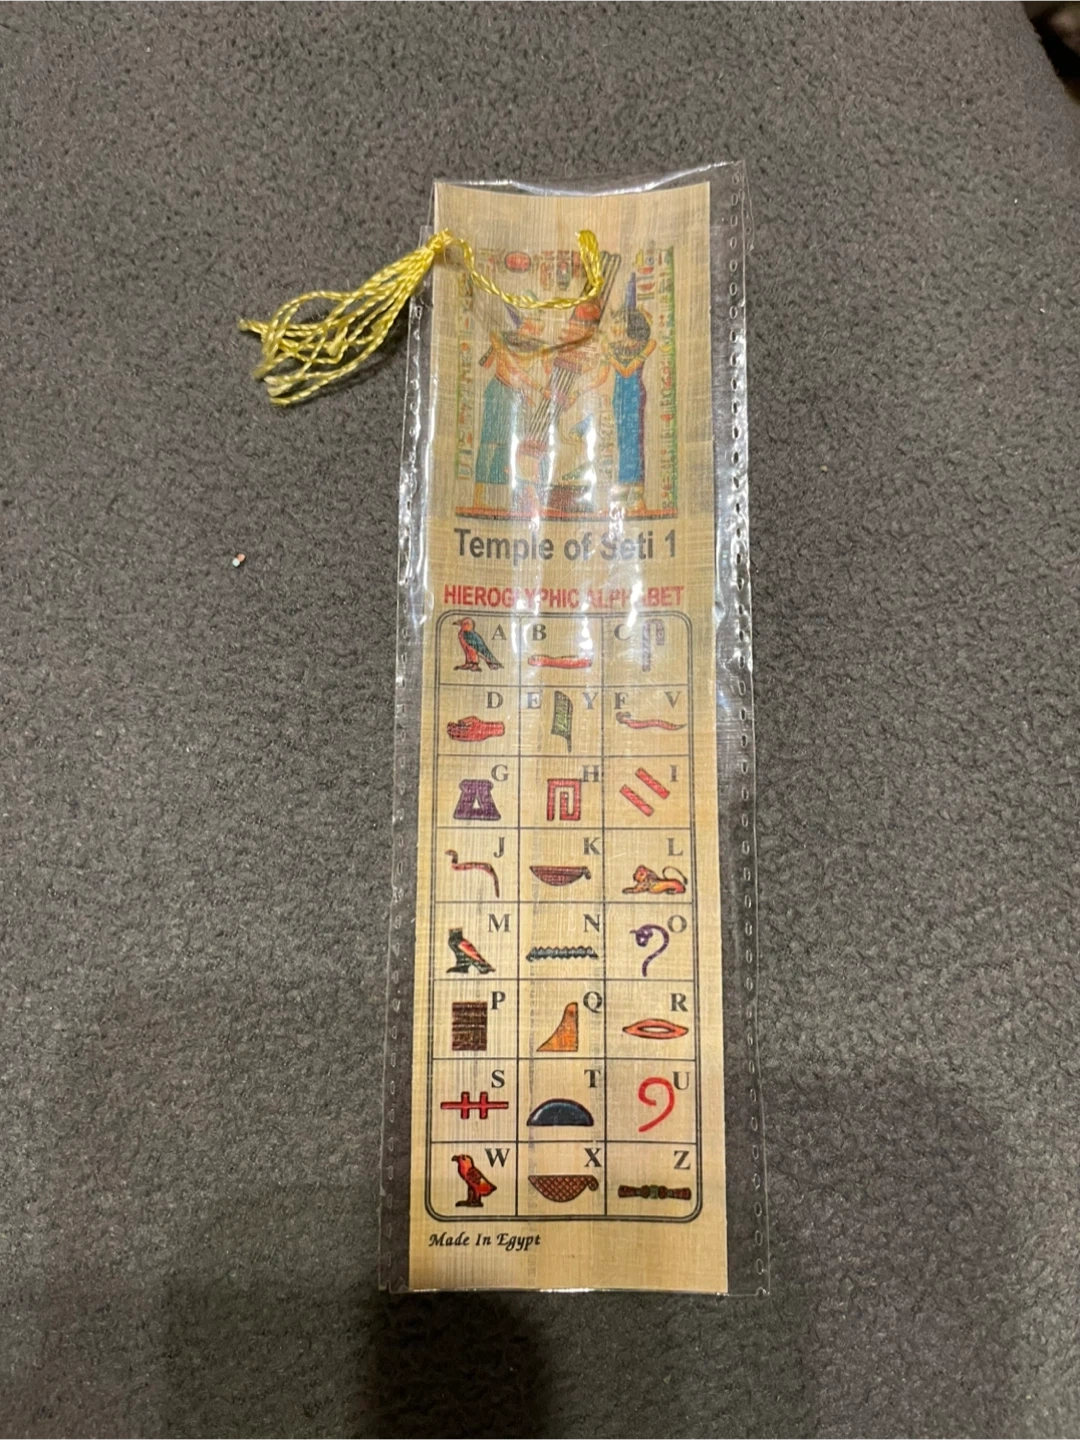 Temple of Seti 1
HIEROGLYPHIC ALPHABET
A B C
D E Y F V
G H I
J K L
M N O
P Q R
S T U
W X Z
Made In Egypt